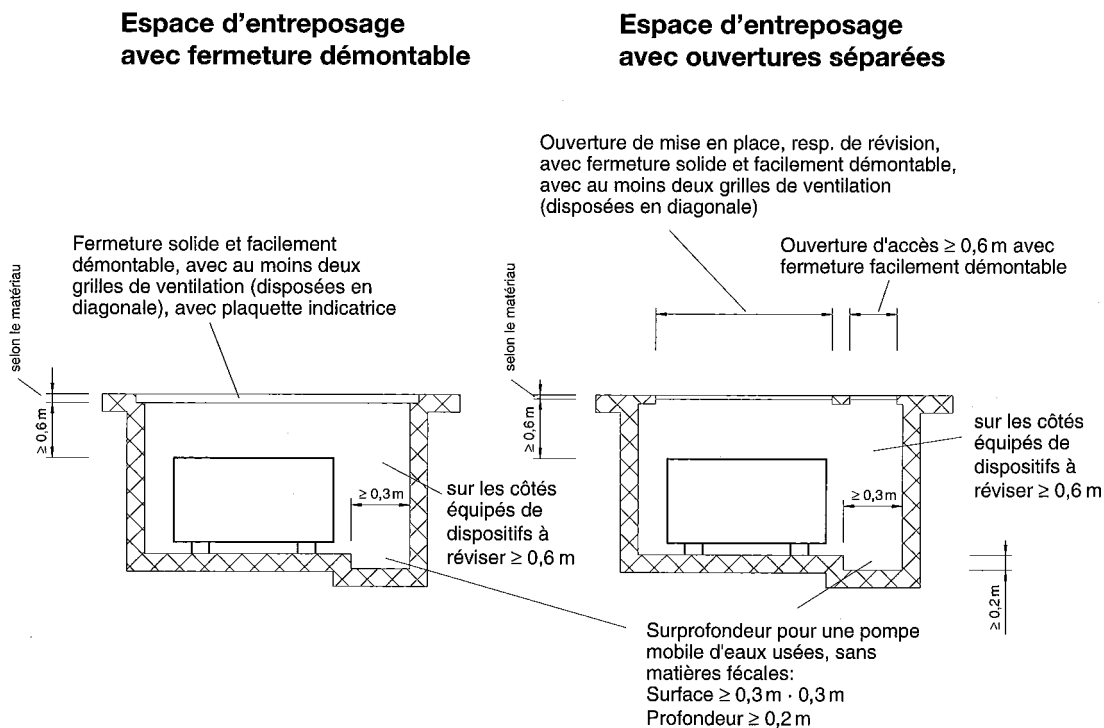 Espace d'entreposage
avec fermeture démontable
Espace d'entreposage
avec ouvertures séparées
Ouverture de mise en place, resp. de révision,
avec fermeture solide et facilement démontable,
avec au moins deux grilles de ventilation
(disposées en diagonale)
Fermeture solide et facilement
démontable, avec au moins deux
grilles de ventilation (disposées en
diagonale), avec plaquette indicatrice
Ouverture d'accès ≥ 0,6 m avec
fermeture facilement démontable
selon le matériau
≥ 0,6 m
≥ 0,3 m
sur les côtés
équipés de
dispositifs à
réviser ≥ 0,6 m
selon le matériau
≥ 0,6 m
≥ 0,3 m
sur les côtés
équipés de
dispositifs à
réviser ≥ 0,6 m
≥ 0,2 m
Surprofondeur pour une pompe
mobile d'eaux usées, sans
matières fécales:
Surface ≥ 0,3 m · 0,3 m
Profondeur ≥ 0,2 m